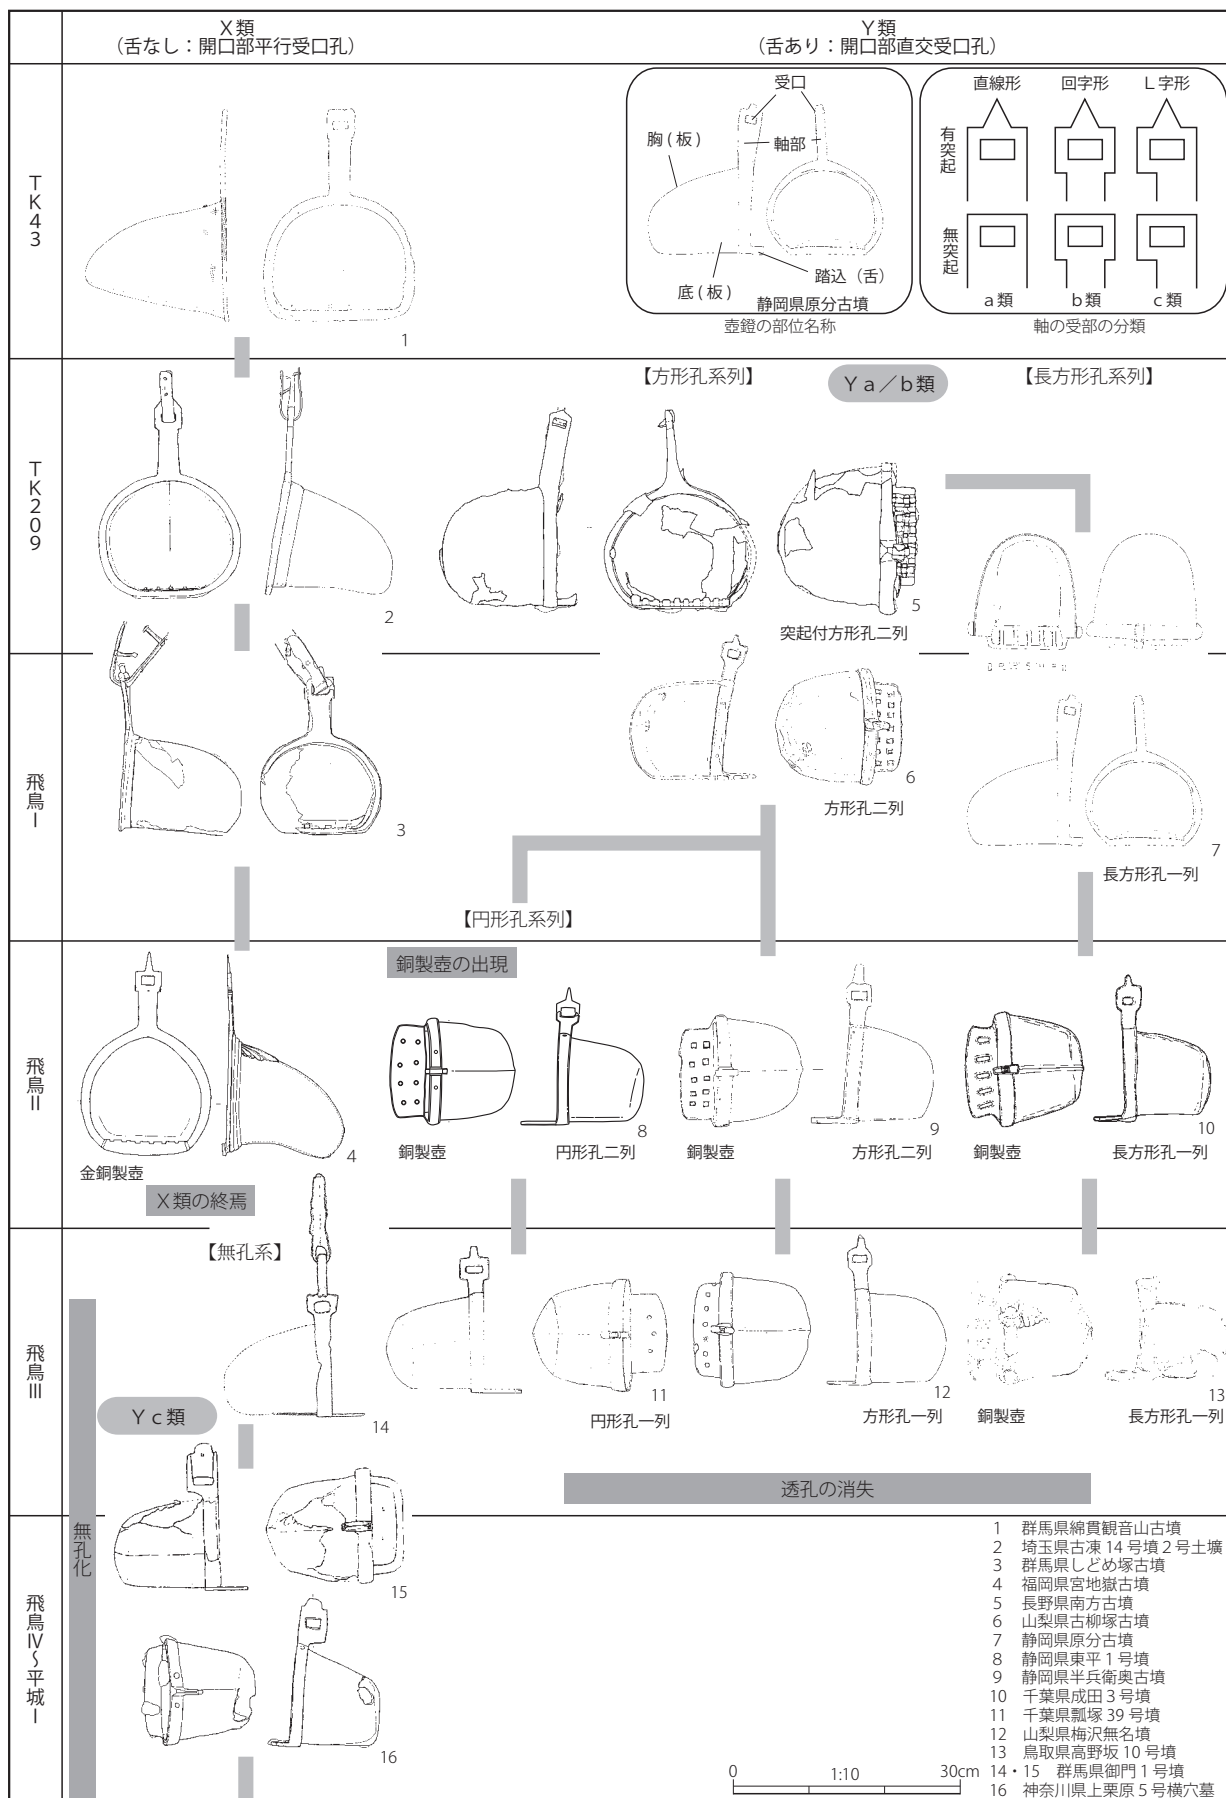 X類
（舌なし：開口部平行受口孔）
Y類
（舌あり：開口部直交受口孔）
TK43
1
受口
胸(板)
軸部
踏込（舌）
底(板)
静岡県原分古墳
壺鐙の部位名称
直線形
回字形
L字形
有突起
無突起
a類
b類
c類
軸の受部の分類
TK209
【方形孔系列】
Ya／b類
【長方形孔系列】
2
5
突起付方形孔二列
飛鳥Ⅰ
3
6
方形孔二列
7
長方形孔一列
【円形孔系列】
飛鳥Ⅱ
銅製壺の出現
4
金銅製壺
X類の終焉
8
銅製壺
円形孔二列
9
銅製壺
方形孔二列
10
銅製壺
長方形孔一列
飛鳥Ⅲ
【無孔系】
14
Yc類
11
円形孔一列
12
方形孔一列
13
銅製壺
長方形孔一列
透孔の消失
無孔化
15
飛鳥Ⅳ～平城Ⅰ
16
1　群馬県綿貫観音山古墳
2　埼玉県古凍14号墳2号土壙
3　群馬県しどめ塚古墳
4　福岡県宮地嶽古墳
5　長野県南方古墳
6　山梨県古柳塚古墳
7　静岡県原分古墳
8　静岡県東平1号墳
9　静岡県半兵衛奥古墳
10　千葉県成田3号墳
11　千葉県瓢塚39号墳
12　山梨県梅沢無名墳
13　鳥取県高野坂10号墳
14・15　群馬県御門1号墳
16　神奈川県上栗原5号横穴墓
0
1:10
30cm